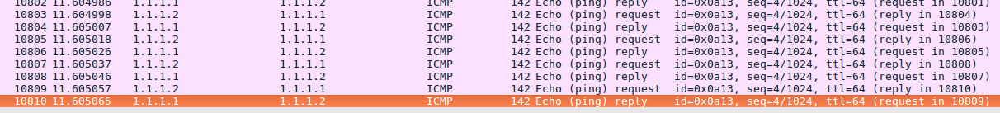 10802 11.604986 1.1.1.1 1.1.1.2 ICMP 142 Echo (ping) reply id=0x0a13, seq=4/1024, ttl=64 (request in 10801)
10803 11.604998 1.1.1.2 1.1.1.1 ICMP 142 Echo (ping) request id=0x0a13, seq=4/1024, ttl=64 (reply in 10804)
10804 11.605007 1.1.1.1 1.1.1.2 ICMP 142 Echo (ping) reply id=0x0a13, seq=4/1024, ttl=64 (request in 10803)
10805 11.605018 1.1.1.2 1.1.1.1 ICMP 142 Echo (ping) request id=0x0a13, seq=4/1024, ttl=64 (reply in 10806)
10806 11.605026 1.1.1.1 1.1.1.2 ICMP 142 Echo (ping) reply id=0x0a13, seq=4/1024, ttl=64 (request in 10805)
10807 11.605037 1.1.1.2 1.1.1.1 ICMP 142 Echo (ping) request id=0x0a13, seq=4/1024, ttl=64 (reply in 10808)
10808 11.605046 1.1.1.1 1.1.1.2 ICMP 142 Echo (ping) reply id=0x0a13, seq=4/1024, ttl=64 (request in 10807)
10809 11.605057 1.1.1.2 1.1.1.1 ICMP 142 Echo (ping) request id=0x0a13, seq=4/1024, ttl=64 (reply in 10810)
10810 11.605065 1.1.1.1 1.1.1.2 ICMP 142 Echo (ping) reply id=0x0a13, seq=4/1024, ttl=64 (request in 10809)